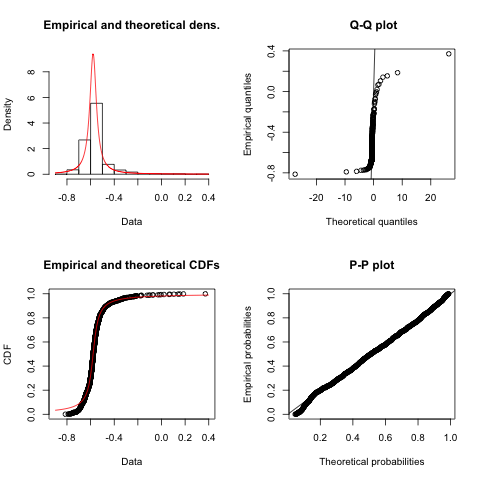 Empirical and theoretical dens.
Density
0 2 4 6 8
-0.8 -0.4 0.0 0.4
Data
Q-Q plot
Empirical quantiles
-0.8 -0.4 0.0 0.4
-20 -10 0 10 20
Theoretical quantiles
Empirical and theoretical CDFs
CDF
0.0 0.2 0.4 0.6 0.8 1.0
-0.8 -0.4 0.0 0.4
Data
P-P plot
Empirical probabilities
0.0 0.2 0.4 0.6 0.8 1.0
0.2 0.4 0.6 0.8 1.0
Theoretical probabilities